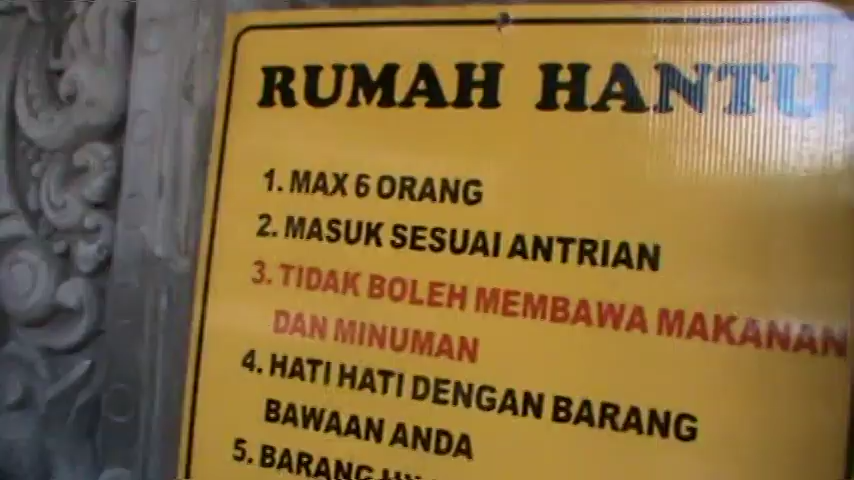 RUMAH HANTU
1. MAX 6 ORANG
2. MASUK SESUAI ANTRIAN
3. TIDAK BOLEH MEMBAWA MAKANAN
DAN MINUMAN
4. HATI HATI DENGAN BARANG
BAWAAN ANDA
5. BARANG